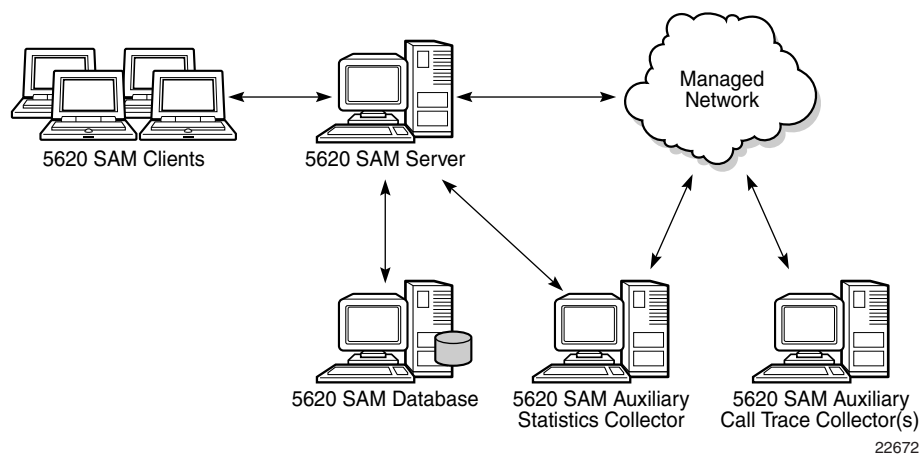 Managed
Network
5620 SAM Clients
5620 SAM Server
5620 SAM Database
5620 SAM Auxiliary
Statistics Collector
5620 SAM Auxiliary
Call Trace Collector(s)
22672